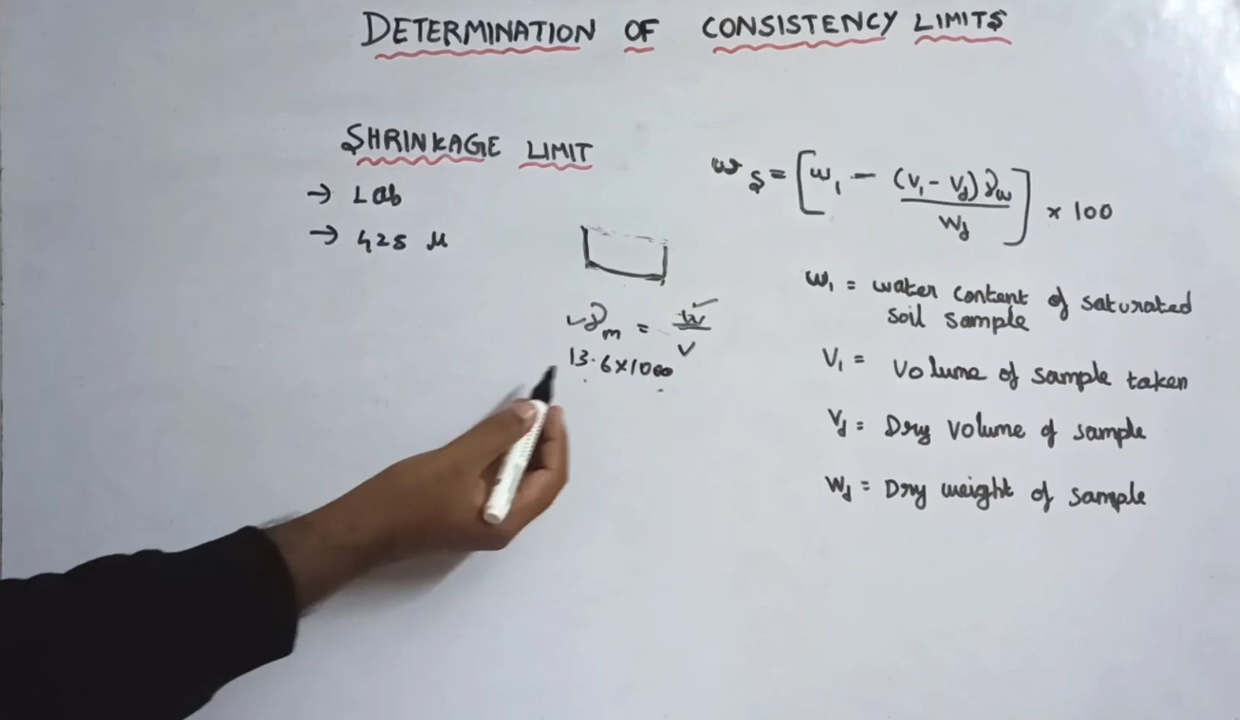 DETERMINATION OF CONSISTENCY LIMITS
SHRINKAGE LIMIT
→ Lab
→ 425 μ
γm = W/V
13.6×1000
ws = [w1 - (V1 - Vd)γw / Wd] × 100
w1 = water content of saturated
soil sample
V1 = Volume of sample taken
Vd = Dry volume of sample
Wd = Dry weight of sample